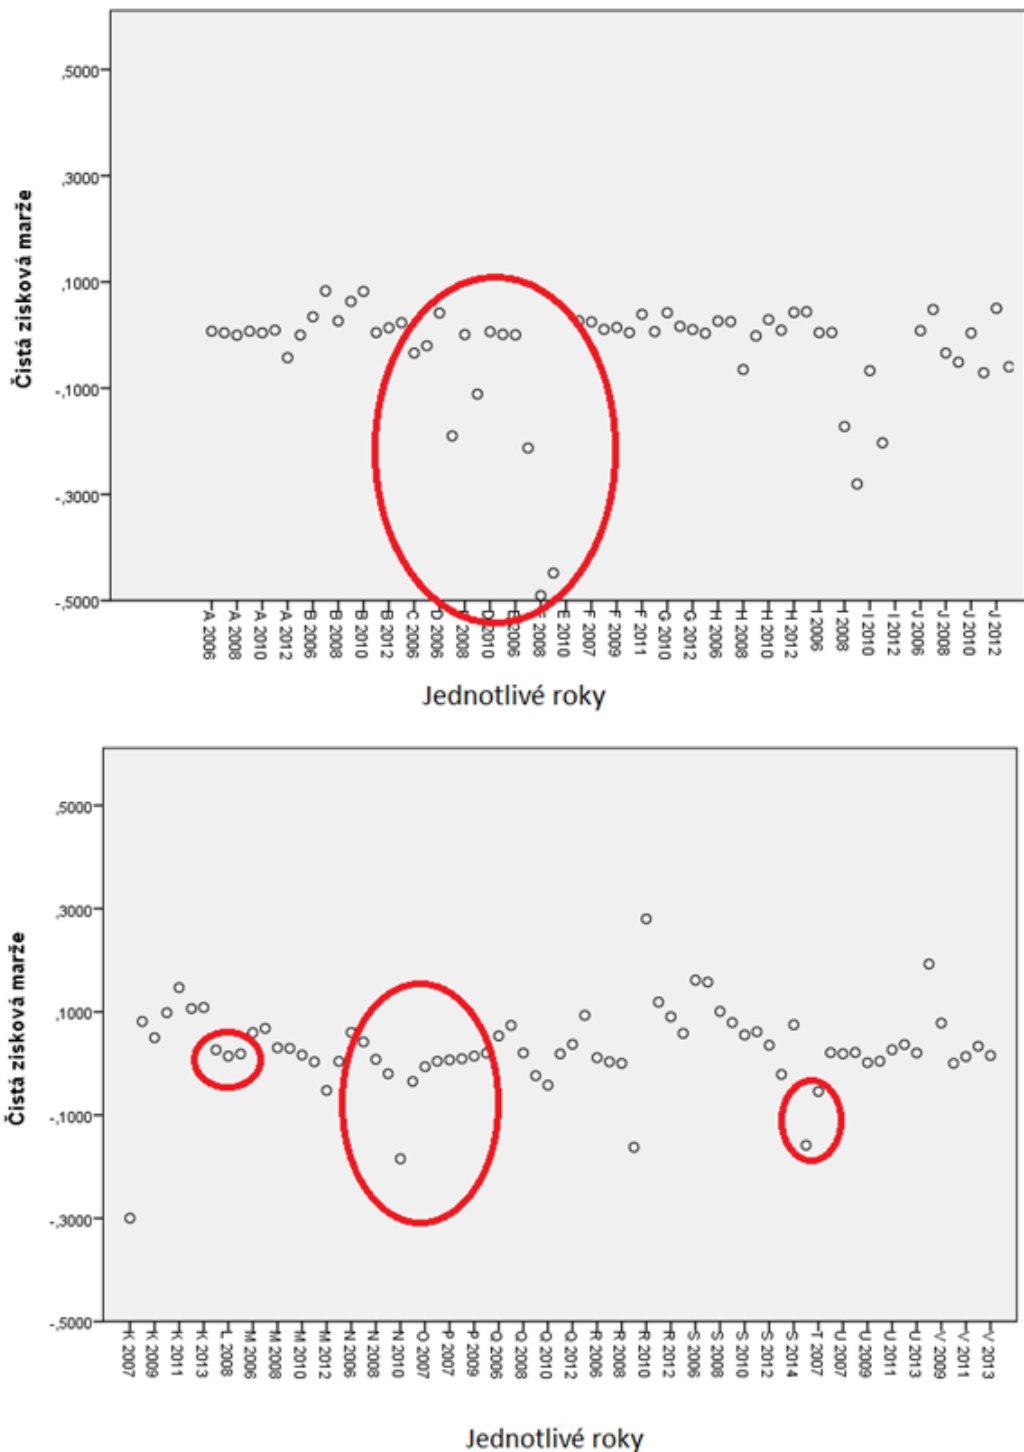 Čistá zisková marže
,5000
,3000
,1000
-,1000
-,3000
-,5000
A 2006
A 2008
A 2010
A 2012
B 2006
B 2008
B 2010
B 2012
C 2006
D 2006
D 2008
D 2010
E 2006
E 2008
E 2010
F 2007
F 2009
F 2011
G 2010
G 2012
H 2006
H 2008
H 2010
H 2012
I 2006
I 2008
I 2010
I 2012
J 2006
J 2008
J 2010
J 2012
Jednotlivé roky
Čistá zisková marže
,5000
,3000
,1000
-,1000
-,3000
-,5000
K 2007
K 2009
K 2011
K 2013
L 2008
M 2006
M 2008
M 2010
M 2012
N 2006
N 2008
N 2010
O 2007
P 2007
P 2009
Q 2006
Q 2008
Q 2010
Q 2012
R 2006
R 2008
R 2010
R 2012
S 2006
S 2008
S 2010
S 2012
S 2014
T 2007
U 2007
U 2009
U 2011
U 2013
V 2009
V 2011
V 2013
Jednotlivé roky